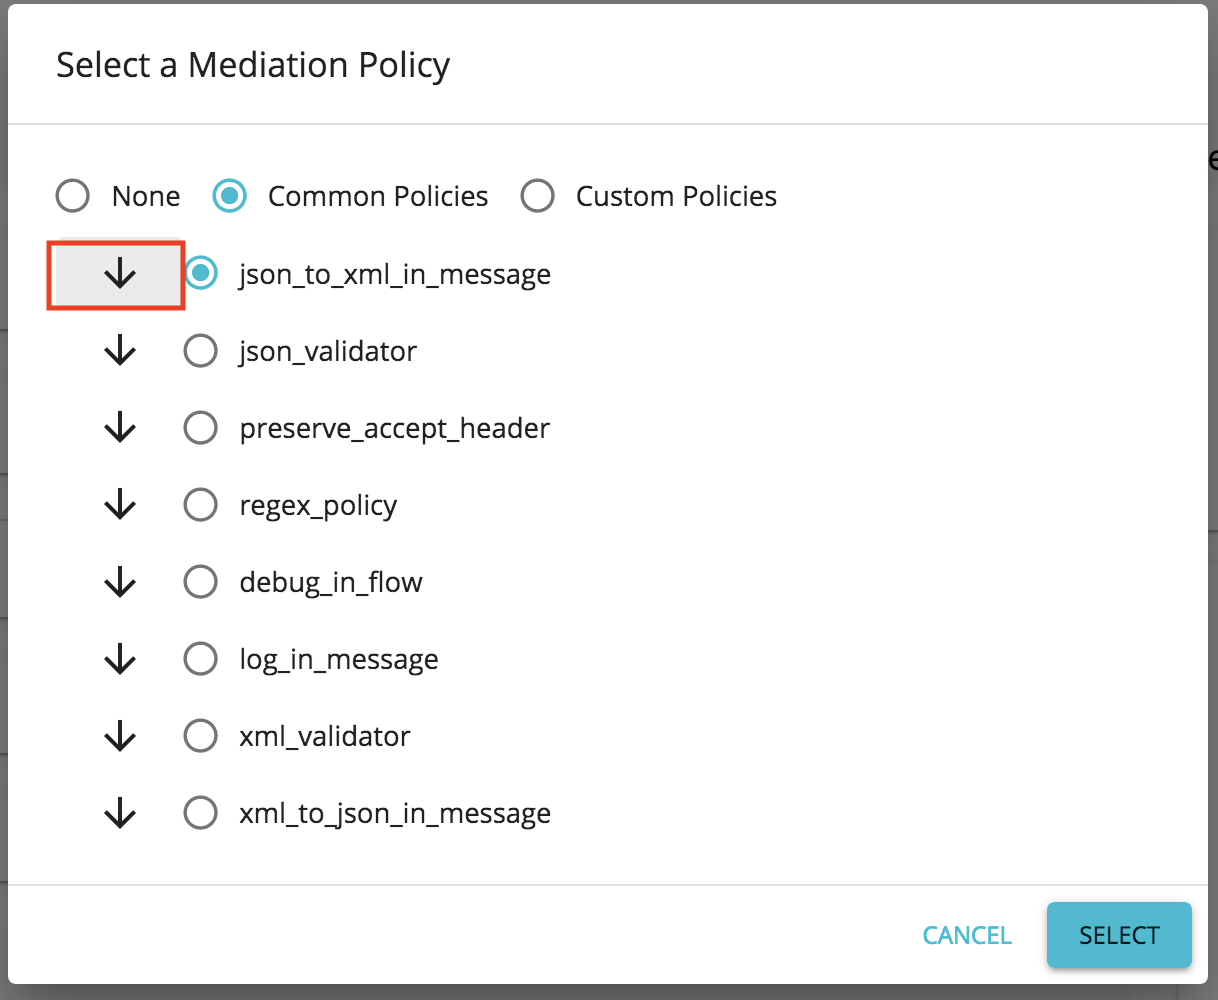 Select a Mediation Policy
None Common Policies Custom Policies
json_to_xml_in_message
json_validator
preserve_accept_header
regex_policy
debug_in_flow
log_in_message
xml_validator
xml_to_json_in_message
CANCEL SELECT